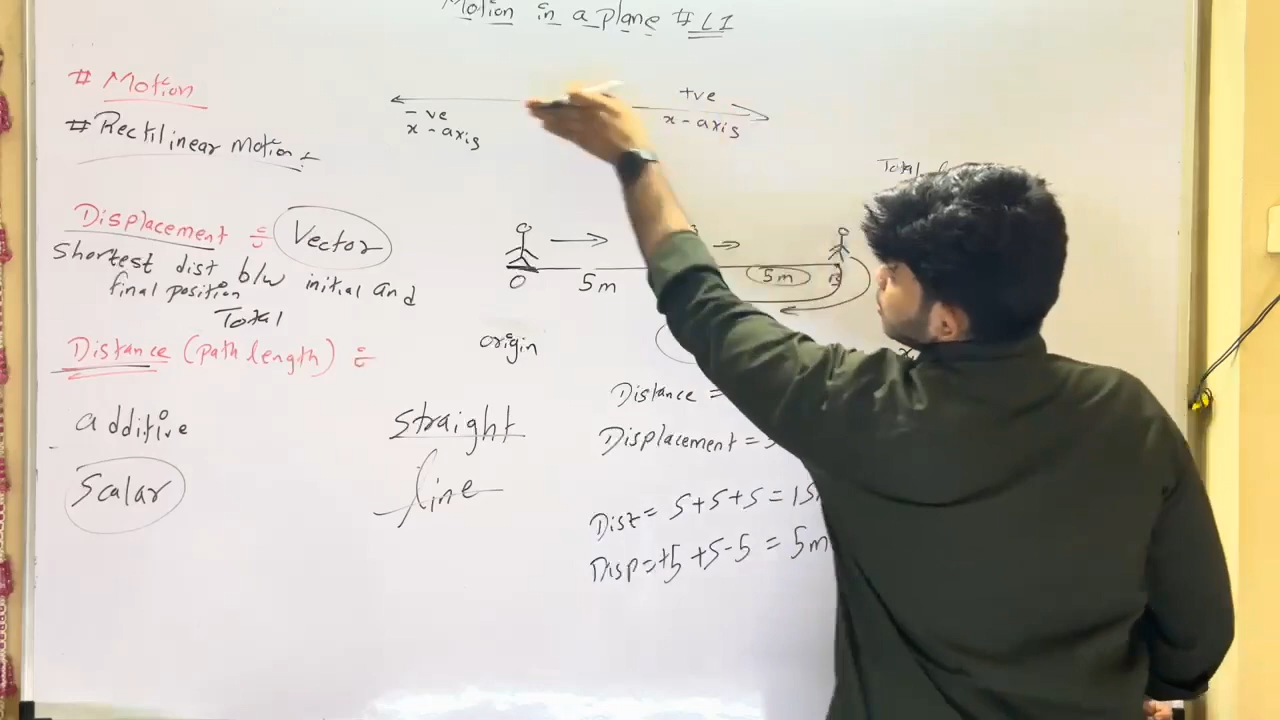 Motion in a plane # L1
# Motion
# Rectilinear Motion :-
-ve
x-axis
+ve
x-axis
Total
Displacement ÷ Vector
Shortest dist b/w initial and
final position
O
5m
5m
B
origin
Total
Distance (path length) ÷
additive
Scalar
straight
line
Distance =
Displacement =
Dist = 5+5+5 = 15
Disp = +5 +5-5 = 5m